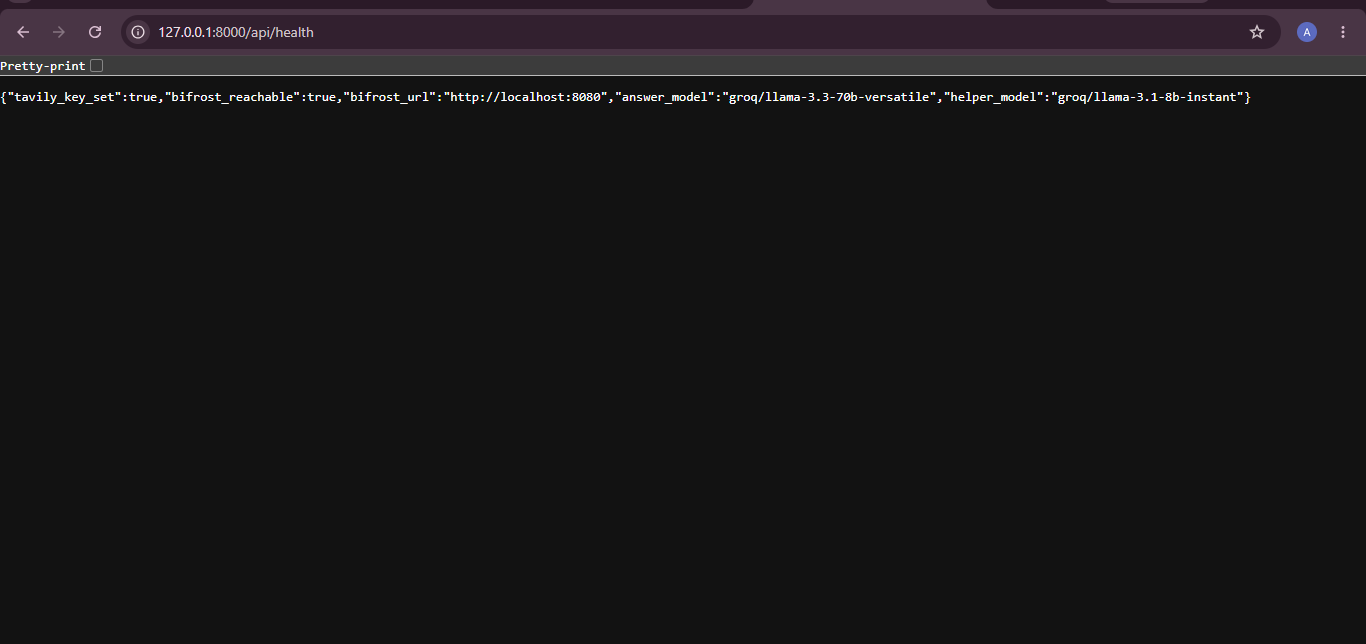 127.0.0.1:8000/api/health
A
Pretty-print
{"tavily_key_set":true,"bifrost_reachable":true,"bifrost_url":"http://localhost:8080","answer_model":"groq/llama-3.3-70b-versatile","helper_model":"groq/llama-3.1-8b-instant"}